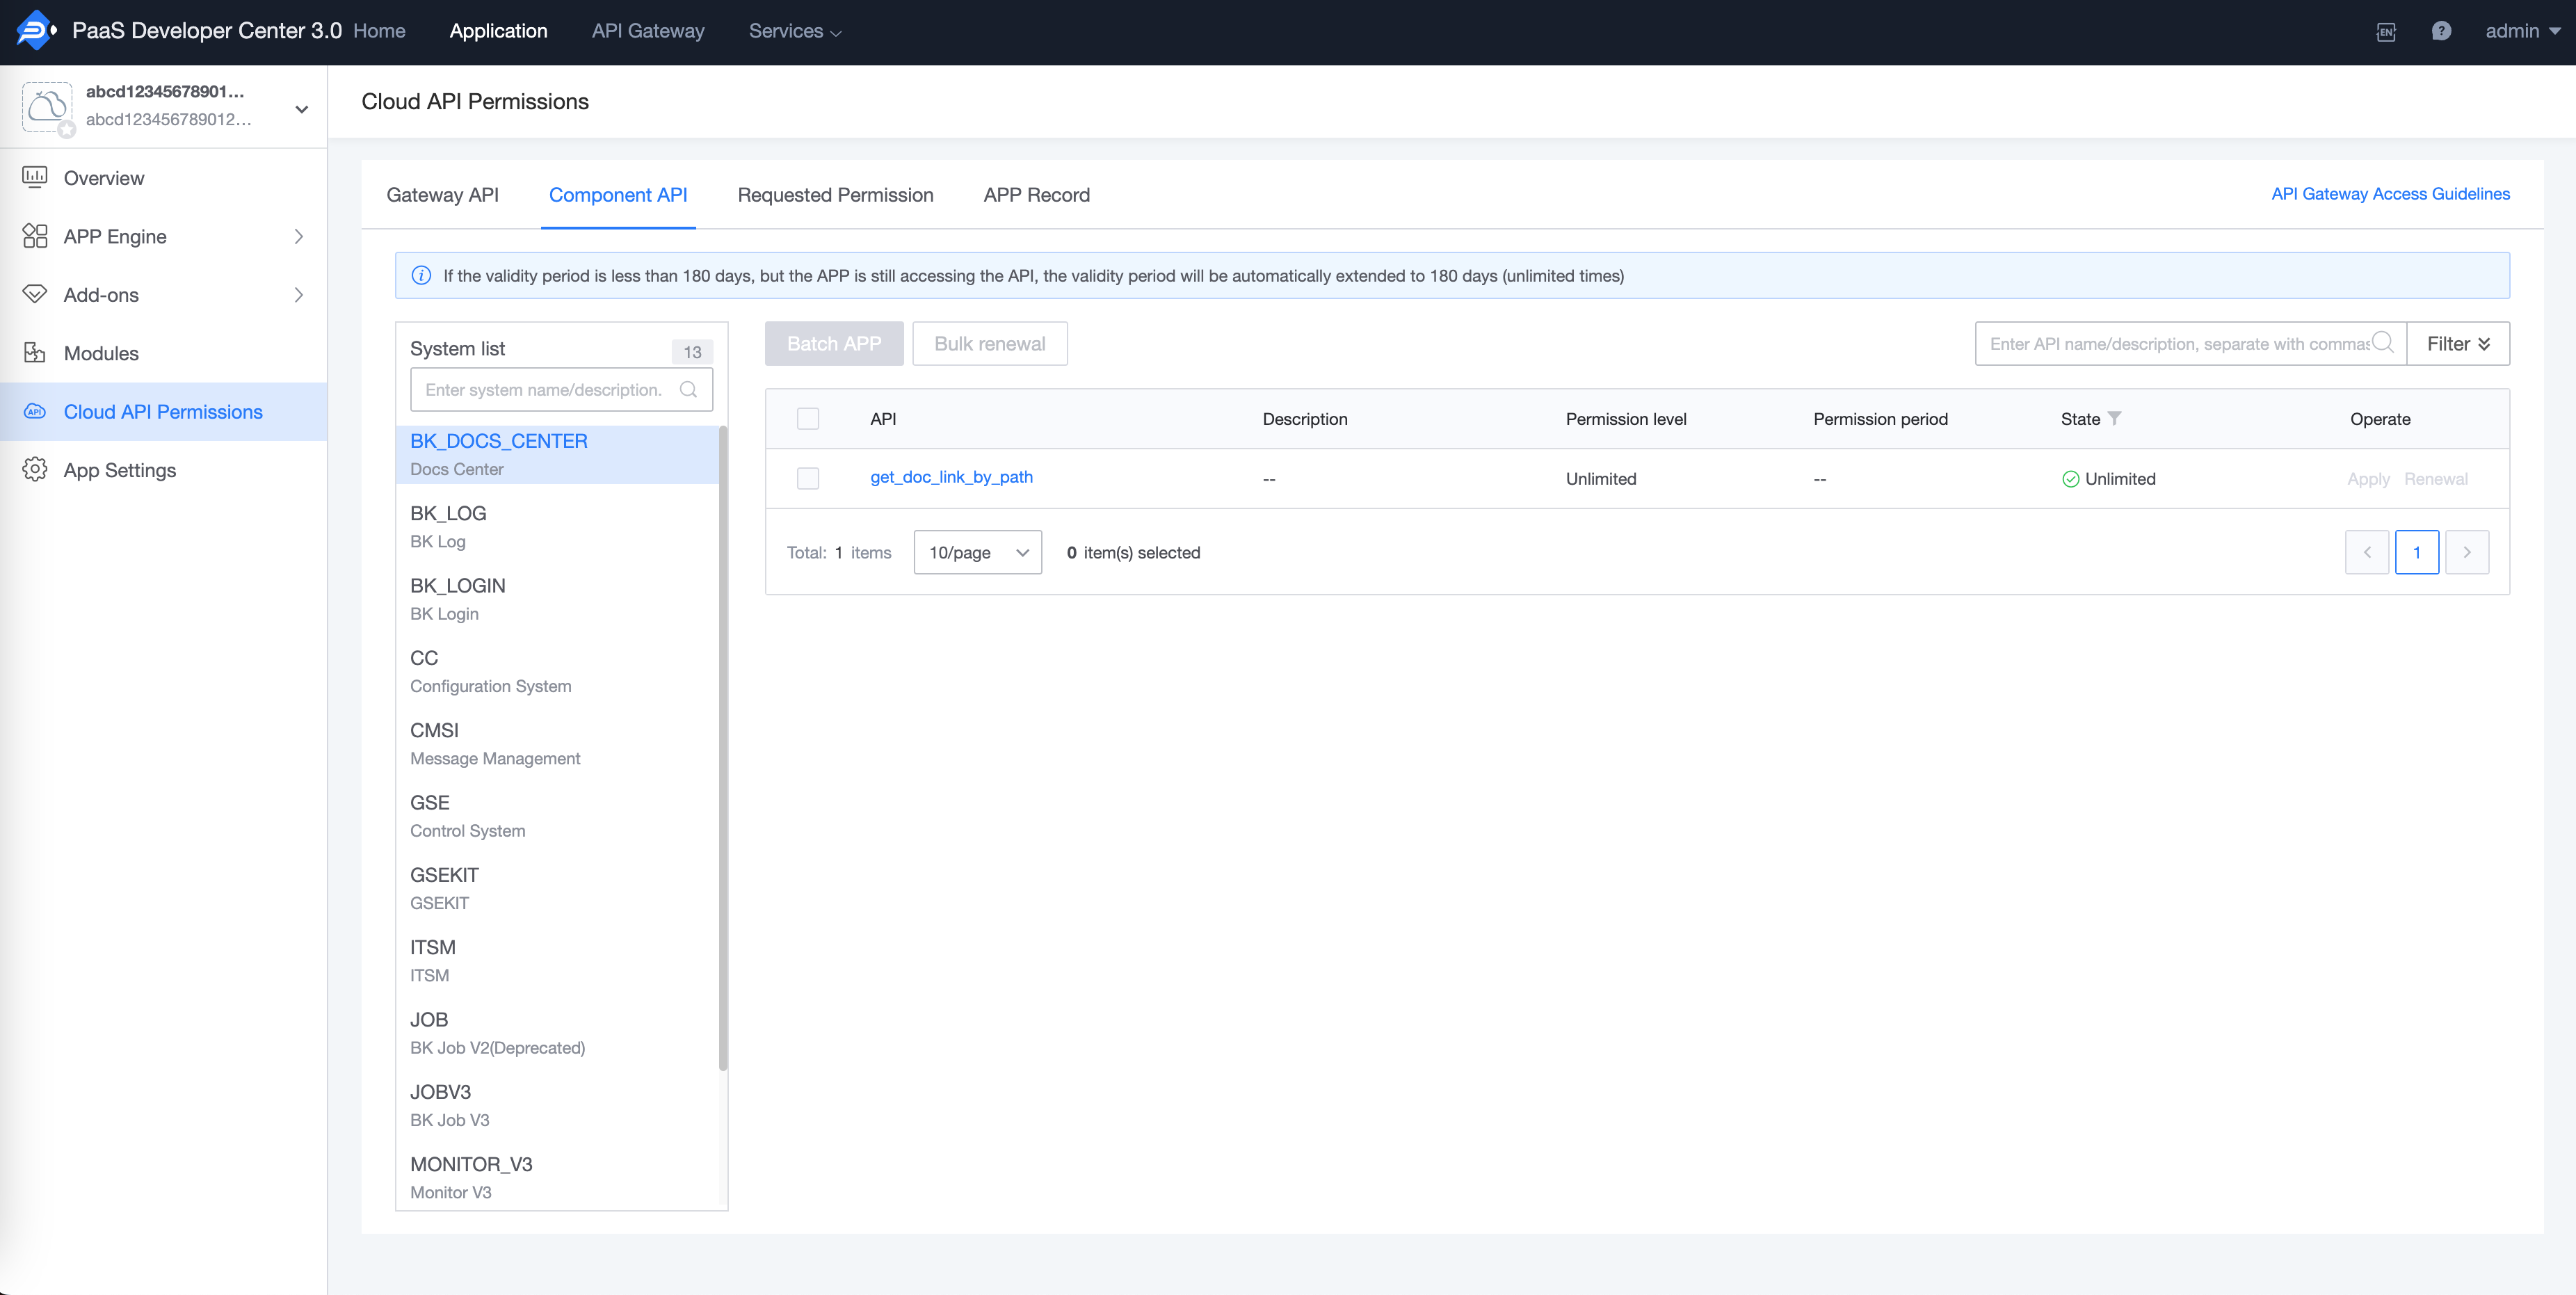 PaaS Developer Center 3.0
Home
Application
API Gateway
Services
EN
?
admin
abcd12345678901...
abcd123456789012...
Overview
APP Engine
Add-ons
Modules
API
Cloud API Permissions
App Settings
Cloud API Permissions
Gateway API
Component API
Requested Permission
APP Record
API Gateway Access Guidelines
If the validity period is less than 180 days, but the APP is still accessing the API, the validity period will be automatically extended to 180 days (unlimited times)
System list
13
Enter system name/description.
BK_DOCS_CENTER
Docs Center
BK_LOG
BK Log
BK_LOGIN
BK Login
CC
Configuration System
CMSI
Message Management
GSE
Control System
GSEKIT
GSEKIT
ITSM
ITSM
JOB
BK Job V2(Deprecated)
JOBV3
BK Job V3
MONITOR_V3
Monitor V3
Batch APP
Bulk renewal
Enter API name/description, separate with commas
Filter
API
Description
Permission level
Permission period
State
Operate
get_doc_link_by_path
--
Unlimited
--
Unlimited
Apply
Renewal
Total: 1 items
10/page
0 item(s) selected
1